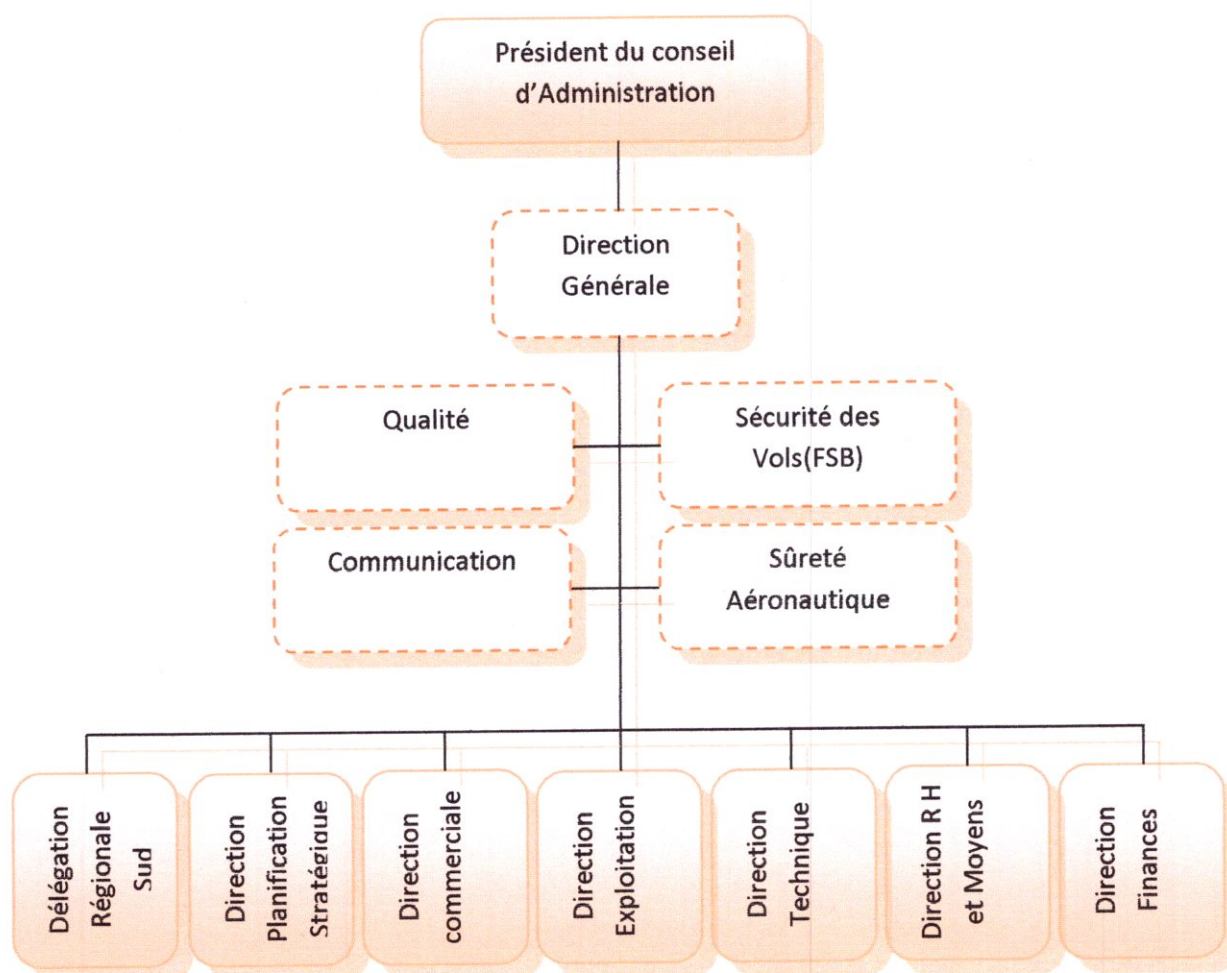 Président du conseil
d'Administration
Direction
Générale
Qualité
Sécurité des
Vols(FSB)
Communication
Sûreté
Aéronautique
Délégation
Régionale
Sud
Direction
Planification
Stratégique
Direction
commerciale
Direction
Exploitation
Direction
Technique
Direction R H
et Moyens
Direction
Finances